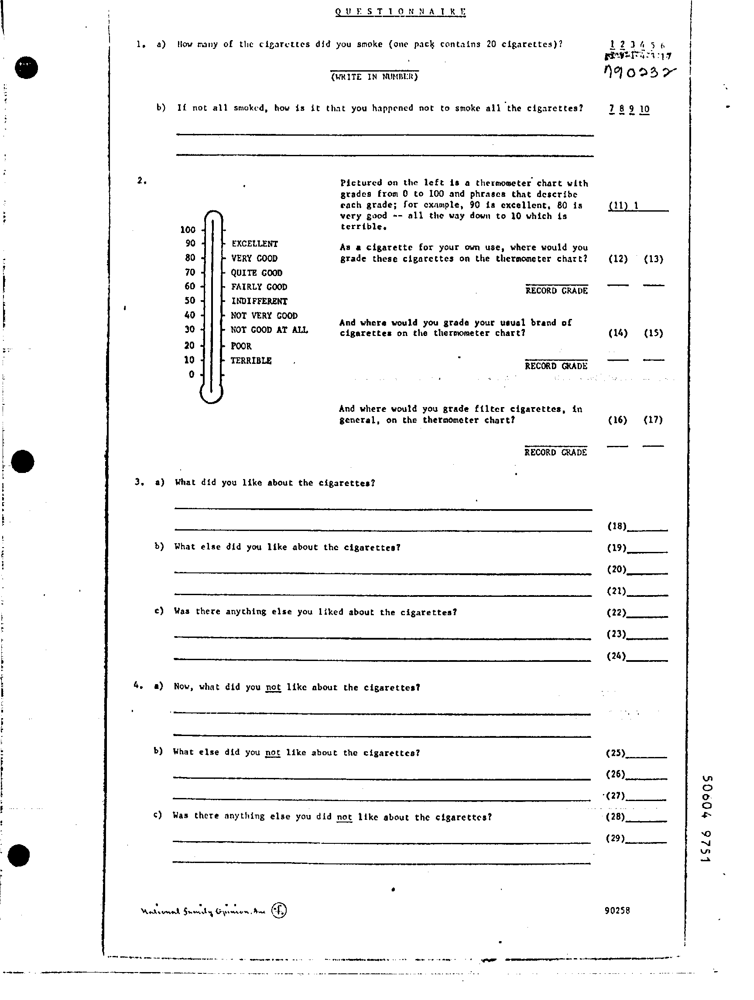 QUESTIONNAIRE
1. a) How many of the cigarettes did you smoke (one pack contains 20 cigarettes)?
1 2 3 4 5 6
790232
(WRITE IN NUMBER)
b) If not all smoked, how is it that you happened not to smoke all the cigarettes?
7 8 9 10
2.
Pictured on the left is a thermometer chart with
grades from 0 to 100 and phrases that describe
each grade; for example, 90 is excellent, 80 is
very good -- all the way down to 10 which is
terrible.
(11) 1
100
90 EXCELLENT
80 VERY GOOD
70 QUITE GOOD
60 FAIRLY GOOD
50 INDIFFERENT
40 NOT VERY GOOD
30 NOT GOOD AT ALL
20 POOR
10 TERRIBLE
0
As a cigarette for your own use, where would you
grade these cigarettes on the thermometer chart?
(12) (13)
RECORD GRADE
And where would you grade your usual brand of
cigarettes on the thermometer chart?
(14) (15)
RECORD GRADE
And where would you grade filter cigarettes, in
general, on the thermometer chart?
(16) (17)
RECORD GRADE
3. a) What did you like about the cigarettes?
(18)
b) What else did you like about the cigarettes?
(19)
(20)
(21)
c) Was there anything else you liked about the cigarettes?
(22)
(23)
(24)
4. a) Now, what did you not like about the cigarettes?
b) What else did you not like about the cigarettes?
(25)
(26)
(27)
c) Was there anything else you did not like about the cigarettes?
(28)
(29)
National Family Opinion, Inc
90258
50604 9751